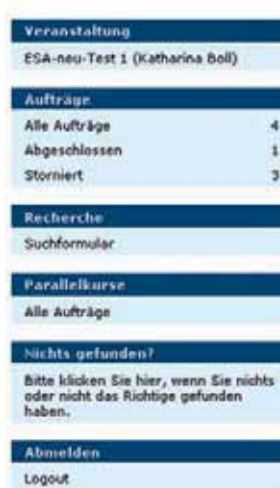 Veranstaltung
ESA-neu-Test 1 (Katharina Boll)
Aufträge
Alle Aufträge 4
Abgeschlossen 1
Storniert 3
Recherche
Suchformular
Parallelkurse
Alle Aufträge
Nichts gefunden?
Bitte klicken Sie hier, wenn Sie nichts
oder nicht das Richtige gefunden
haben.
Abmelden
Logout